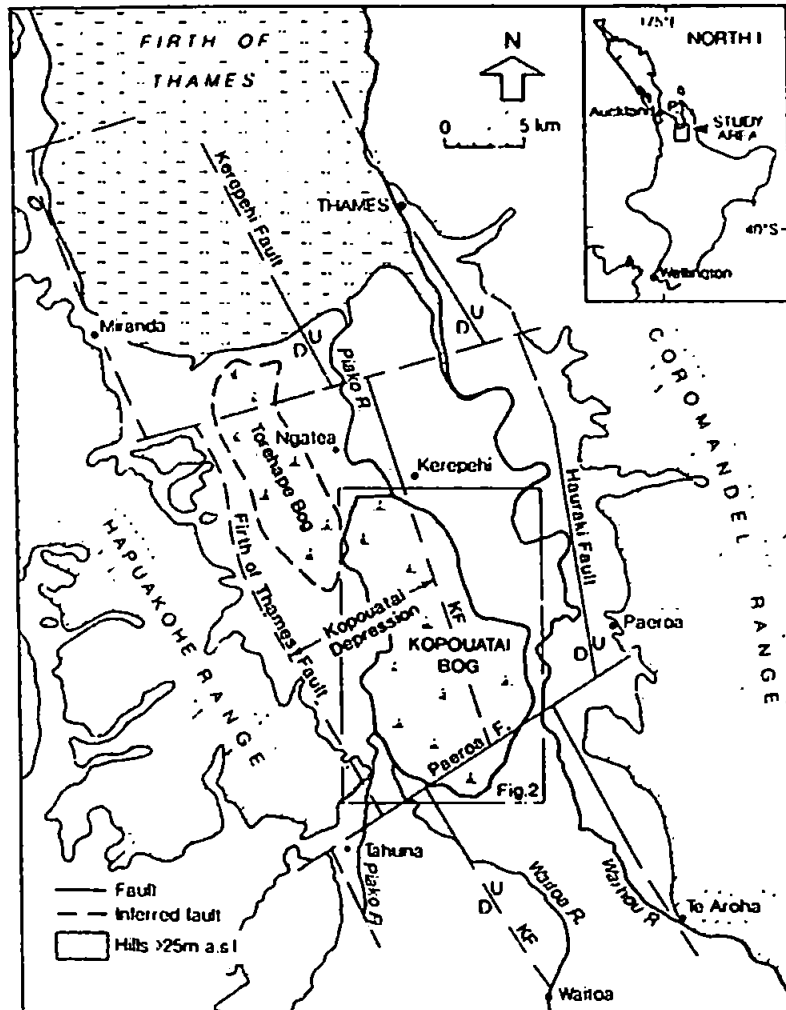 FIRTH OF
THAMES
N
0 5 km
175°E
NORTH I
Auckland
STUDY
AREA
40°S
Wellington
Kerepehi Fault
THAMES
Miranda
U
D
U
D
Piako R.
COROMANDEL RANGE
Torehape Bog
Ngatea
Kerepehi
Hauraki Fault
HAPUAKOHE RANGE
Firth of Thames Fault
Kopouatai
Depression
KF
KOPOUATAI
BOG
U
D
Paeroa
Paeroa F.
Fig.2
Tahuna
Piako R
U
D
KF
Waitoa R.
Waihou R
Te Aroha
Waitoa
Fault
Inferred fault
Hills >25m a.s.l